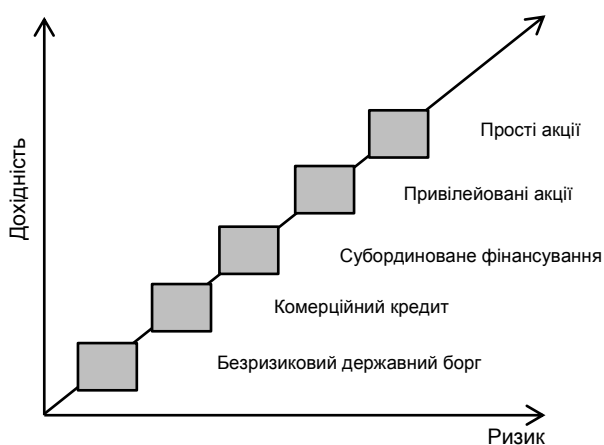 Дохідність
Прості акції
Привілейовані акції
Субординоване фінансування
Комерційний кредит
Безризиковий державний борг
Ризик